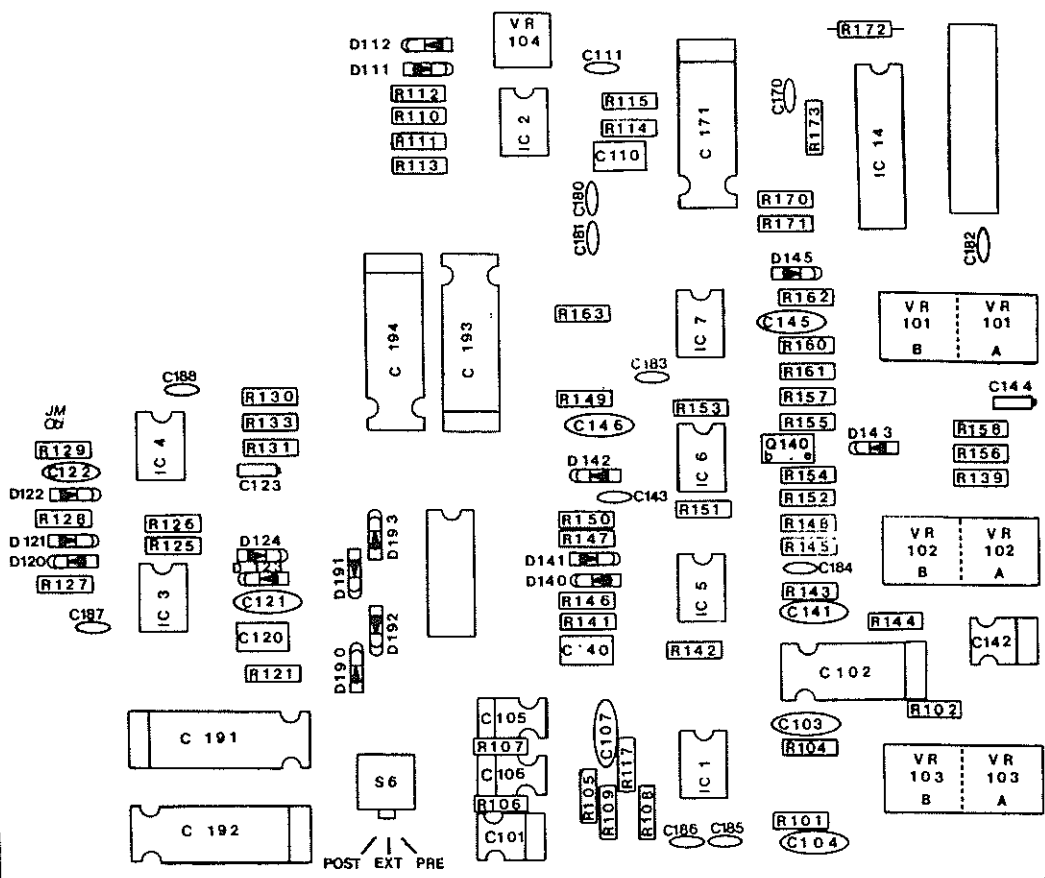 VR
104
D112
D111
C111
R172
R112
R110
R111
R113
IC 2
R115
R114
C110
C 171
C170
R173
IC 14
C180
C181
R170
R171
C182
D145
R162
C145
R160
R161
R157
R155
VR
101
B
VR
101
A
C 194
C 193
R163
IC 7
C183
C188
R130
R133
R131
C123
JM
R129
C122
D122
R128
D121
D120
R127
C187
IC 4
R126
R125
IC 3
R149
C146
R153
IC 6
D142
C143
R151
Q140
b . e
D143
C144
R158
R156
R139
R154
R152
R148
R145
C184
R143
C141
VR
102
B
VR
102
A
D124
C121
C120
R121
D193
D191
D192
D190
R150
R147
D141
D140
R146
R141
C140
IC 5
R142
R144
C142
C 102
R102
C103
R104
C 191
C 192
S6
POST EXT PRE
C105
R107
C106
R106
C101
C107
R117
R105
R109
R108
IC 1
C186
C185
R101
C104
VR
103
B
VR
103
A